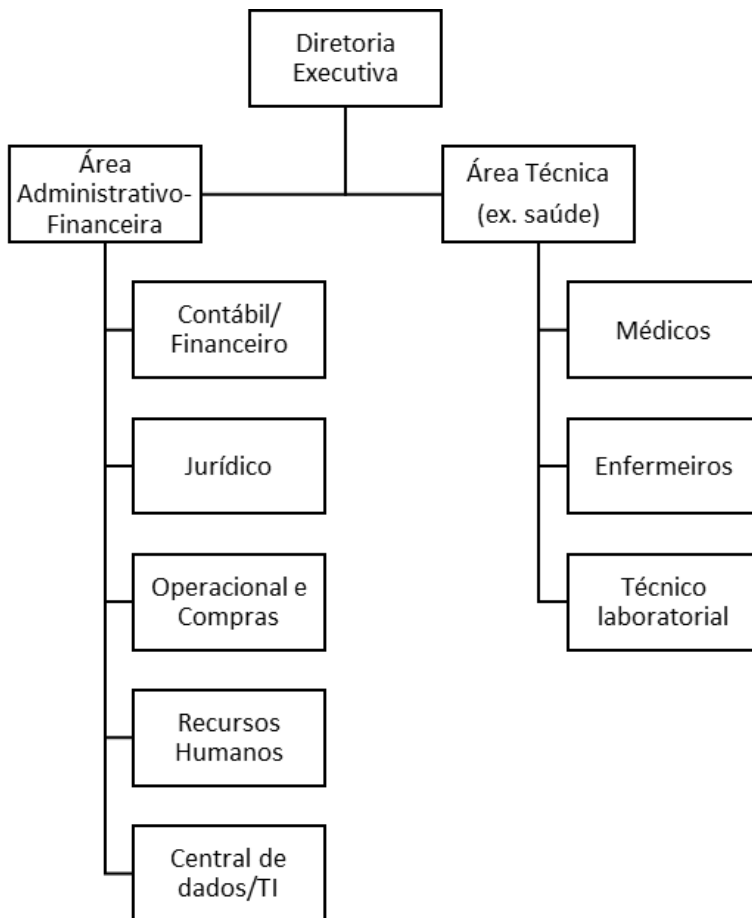 Diretoria
Executiva
Área
Administrativo-
Financeira
Área Técnica
(ex. saúde)
Contábil/
Financeiro
Médicos
Jurídico
Enfermeiros
Operacional e
Compras
Técnico
laboratorial
Recursos
Humanos
Central de
dados/TI